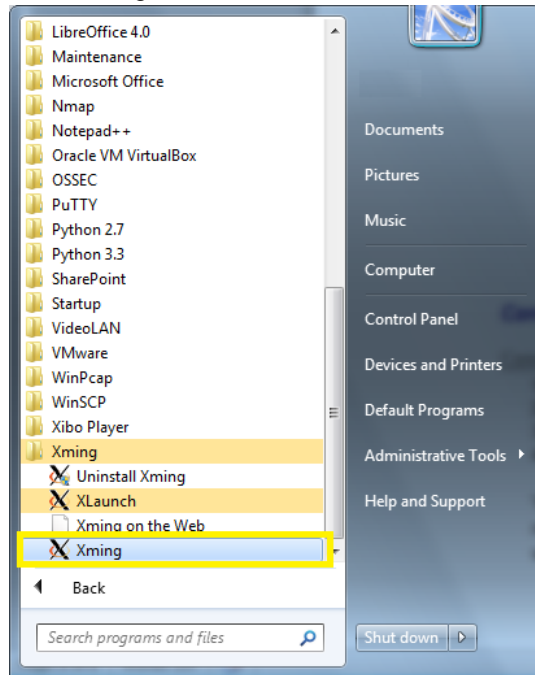 LibreOffice 4.0
Maintenance
Microsoft Office
Nmap
Notepad++
Oracle VM VirtualBox
OSSEC
PuTTY
Python 2.7
Python 3.3
SharePoint
Startup
VideoLAN
VMware
WinPcap
WinSCP
Xibo Player
Xming
Uninstall Xming
XLaunch
Xming on the Web
Xming
Back
Search programs and files
Documents
Pictures
Music
Computer
Control Panel
Devices and Printers
Default Programs
Administrative Tools
Help and Support
Shut down